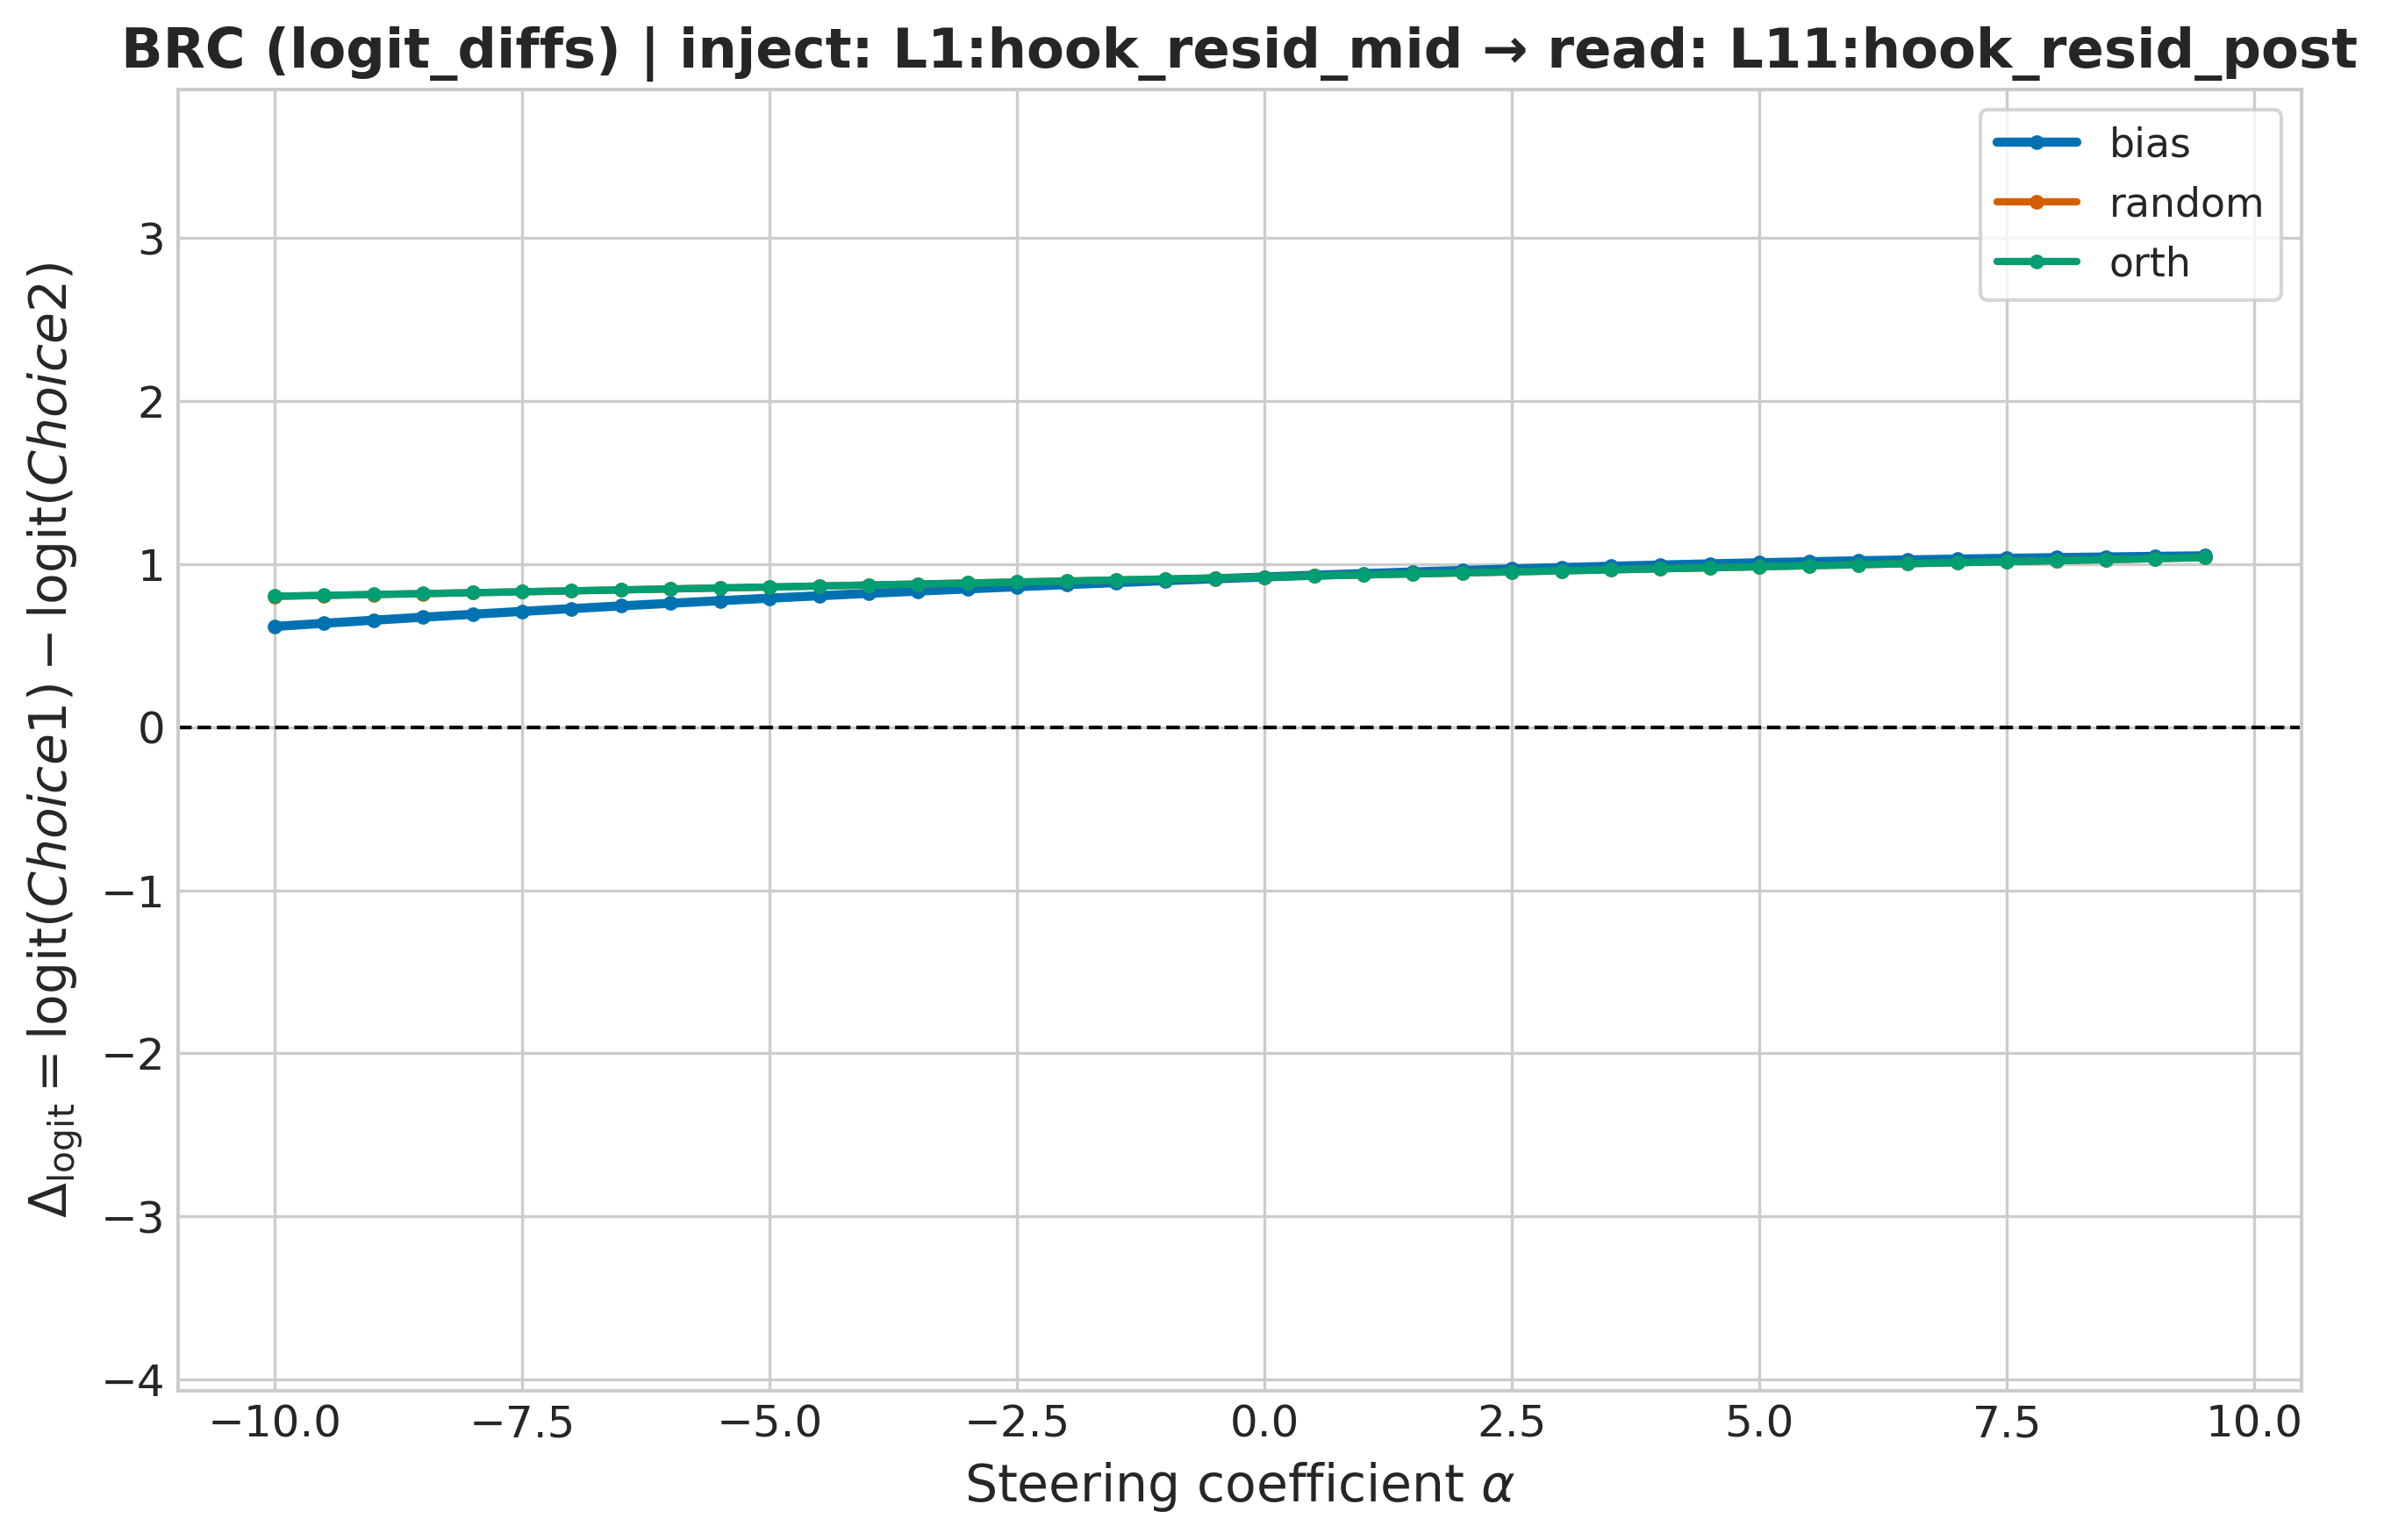 BRC (logit_diffs) | inject: L1:hook_resid_mid → read: L11:hook_resid_post
bias
random
orth
Δlogit = logit(Choice1) − logit(Choice2)
3
2
1
0
−1
−2
−3
−4
−10.0 −7.5 −5.0 −2.5 0.0 2.5 5.0 7.5 10.0
Steering coefficient α